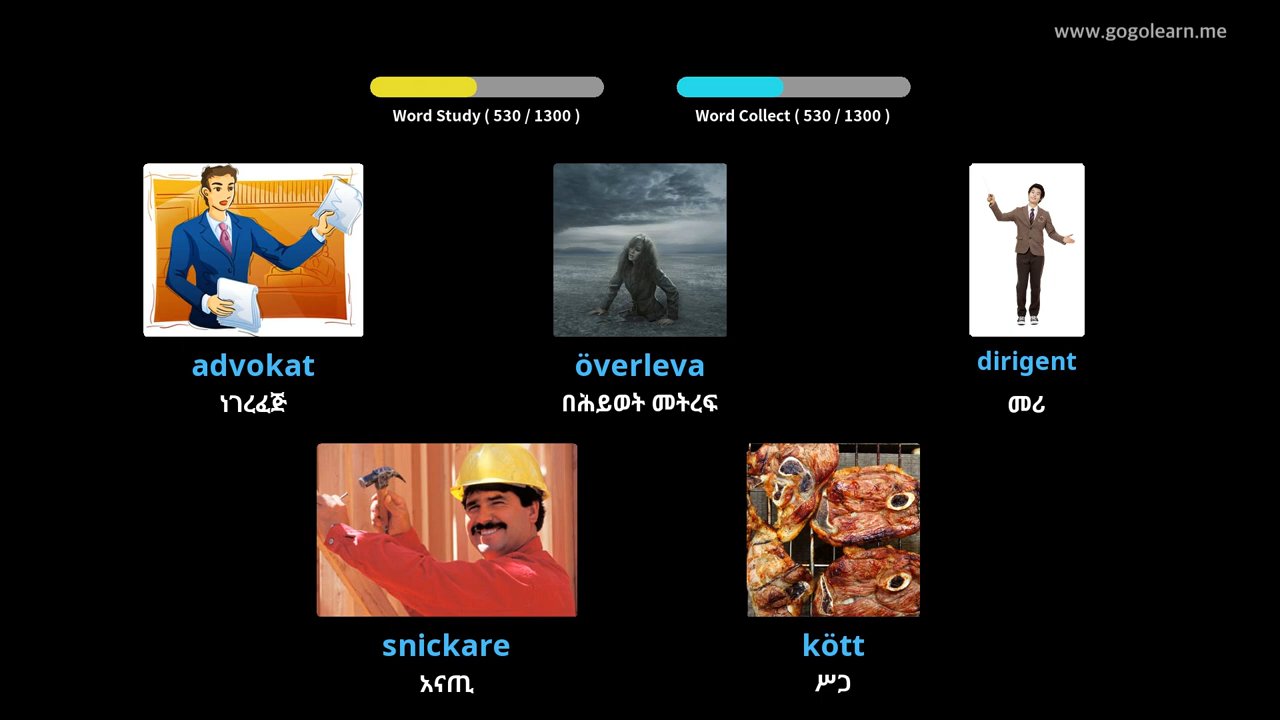 www.gogolearn.me
Word Study ( 530 / 1300 )
Word Collect ( 530 / 1300 )
advokat
ነገረፈጅ
överleva
በሕይወት መትረፍ
dirigent
መሪ
snickare
አናጢ
kött
ሥጋ